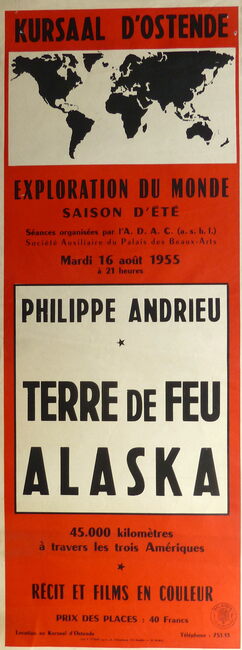 KURSAAL D'OSTENDE
EXPLORATION DU MONDE
SAISON D'ÉTÉ
Séances organisées par l'A. D. A. C. (a. s. b. f.)
Société Auxiliaire du Palais des Beaux-Arts
Mardi 16 août 1955
à 21 heures
PHILIPPE ANDRIEU
TERRE DE FEU
ALASKA
45.000 kilomètres
à travers les trois Amériques
RÉCIT ET FILMS EN COULEUR
PRIX DES PLACES : 40 Francs
Location au Kursaal d'Ostende
Téléphone : 751.55